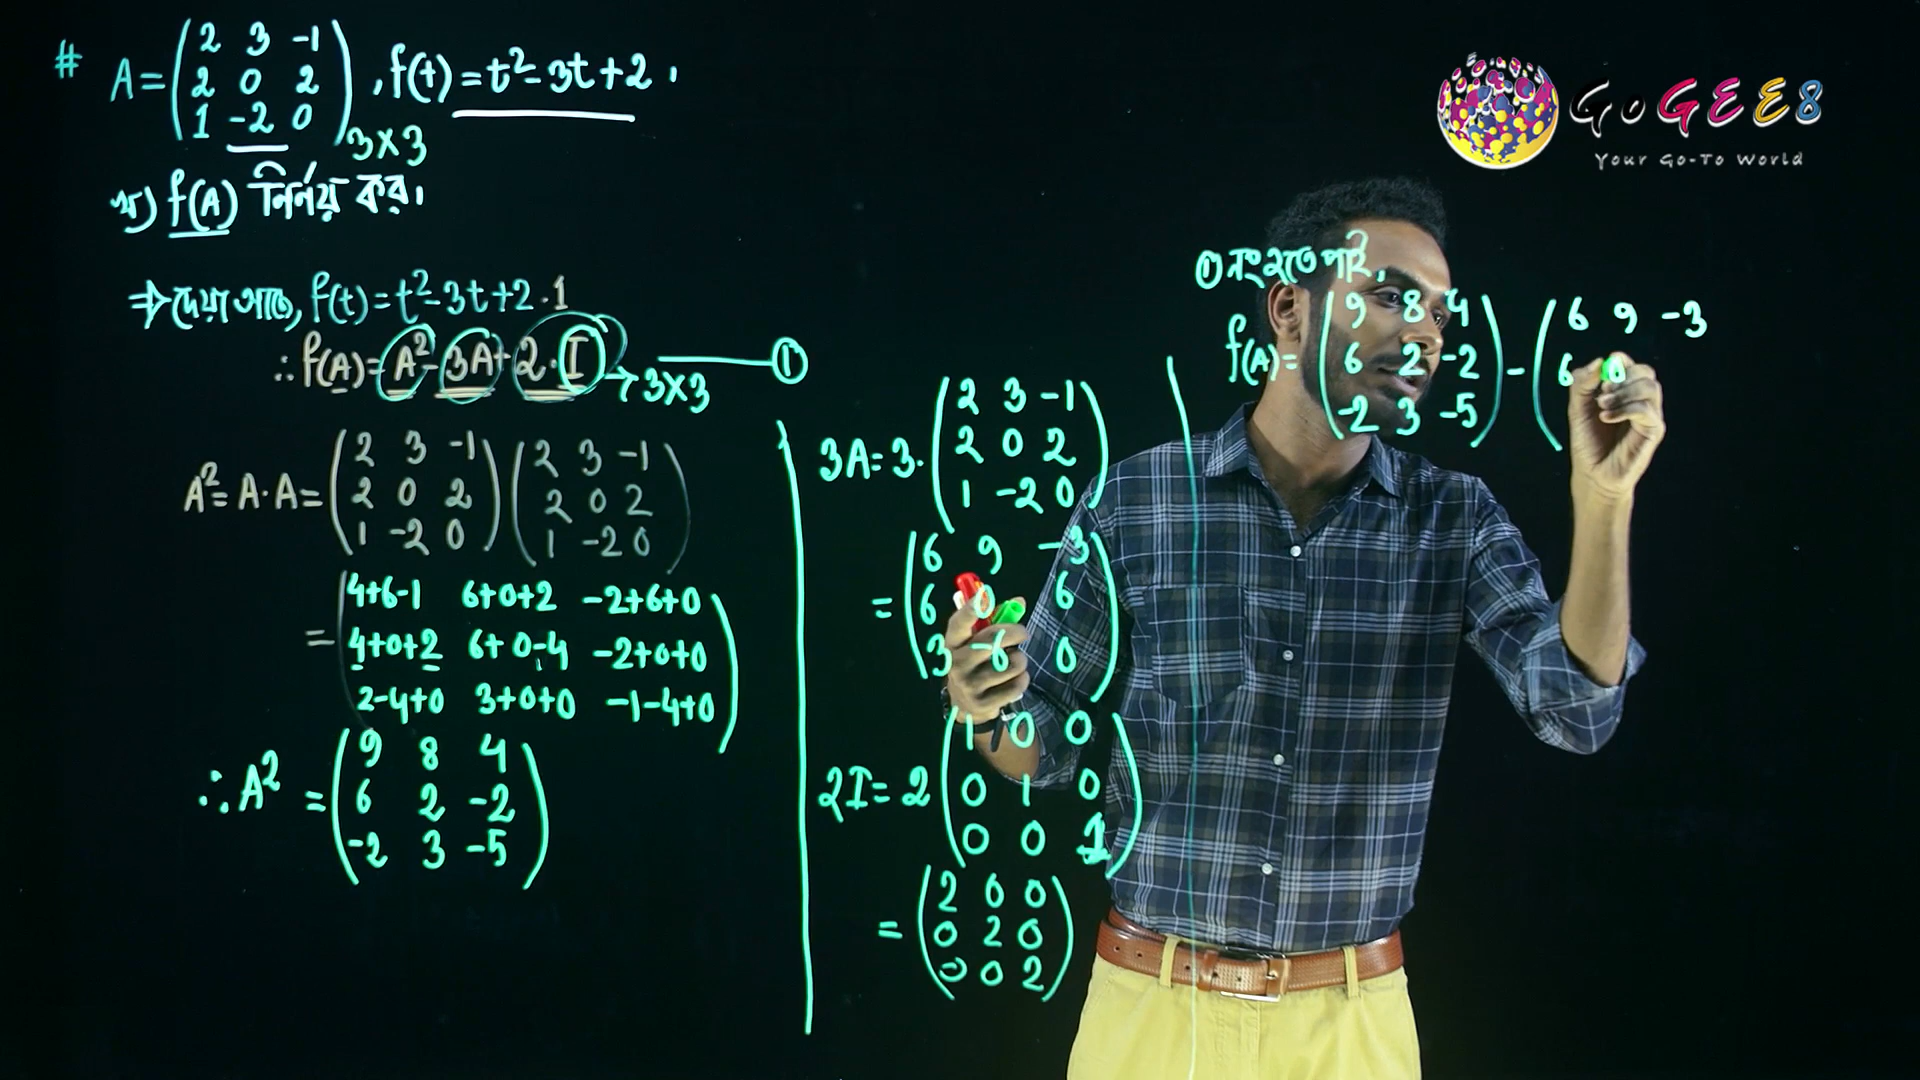 # A = (2 3 -1
2 0 2
1 -2 0) 3×3 , f(t) = t² - 3t + 2 ।
খ) f(A) নির্ণয় কর।
⇒ দেয়া আছে, f(t) = t² - 3t + 2 · 1
∴ f(A) = A² - 3A + 2 · I → 3×3 —— ①
A² = A · A = (2 3 -1
2 0 2
1 -2 0) (2 3 -1
2 0 2
1 -2 0)
= (4+6-1 6+0+2 -2+6+0
4+0+2 6+0-4 -2+0+0
2-4+0 3+0+0 -1-4+0)
∴ A² = (9 8 4
6 2 -2
-2 3 -5)
3A = 3 · (2 3 -1
2 0 2
1 -2 0)
= (6 9 -3
6 0 6
3 -6 0)
2I = 2 (1 0 0
0 1 0
0 0 1)
= (2 0 0
0 2 0
0 0 2)
① নং হতে পাই,
f(A) = (9 8 4
6 2 -2
-2 3 -5) - (6 9 -3
6 0
GoGEE8
Your Go-To World